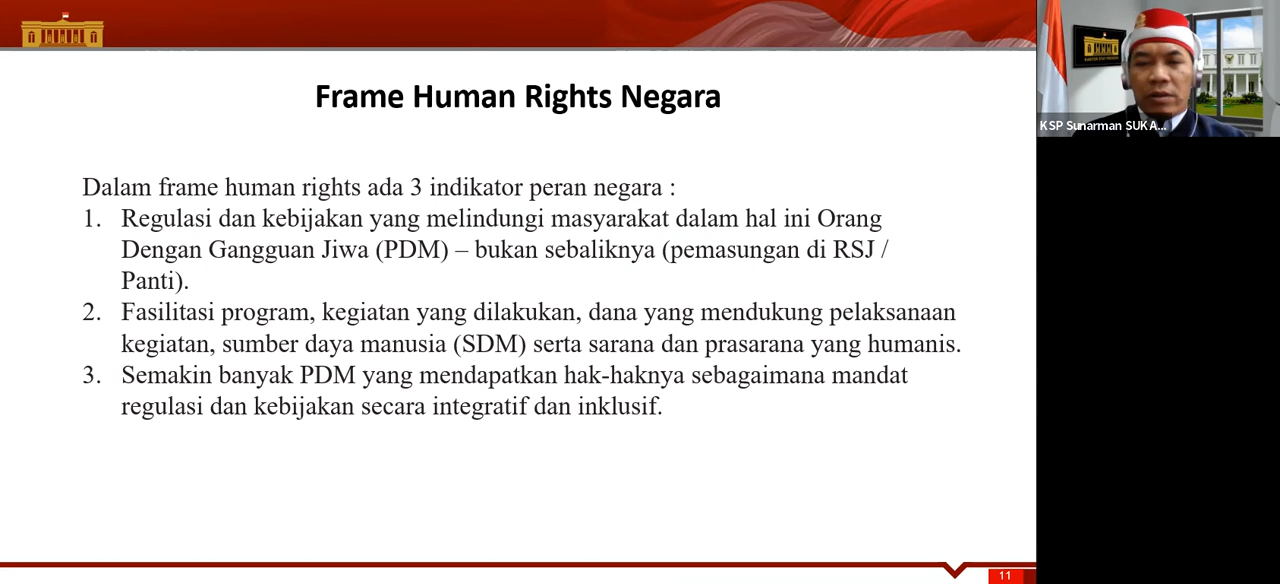 Frame Human Rights Negara
Dalam frame human rights ada 3 indikator peran negara :
1. Regulasi dan kebijakan yang melindungi masyarakat dalam hal ini Orang
Dengan Gangguan Jiwa (PDM) – bukan sebaliknya (pemasungan di RSJ /
Panti).
2. Fasilitasi program, kegiatan yang dilakukan, dana yang mendukung pelaksanaan
kegiatan, sumber daya manusia (SDM) serta sarana dan prasarana yang humanis.
3. Semakin banyak PDM yang mendapatkan hak-haknya sebagaimana mandat
regulasi dan kebijakan secara integratif dan inklusif.
11
KSP Sunarman SUKA...